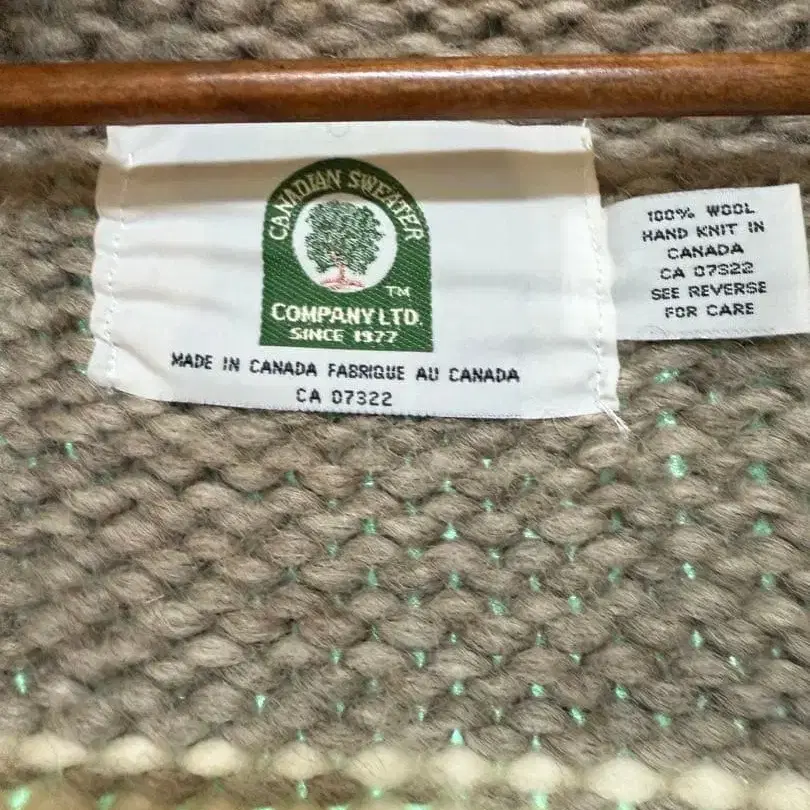 CANADIAN SWEATER
TM
COMPANY LTD.
SINCE 1977
MADE IN CANADA FABRIQUE AU CANADA
CA 07322
100% WOOL
HAND KNIT IN
CANADA
CA 07322
SEE REVERSE
FOR CARE